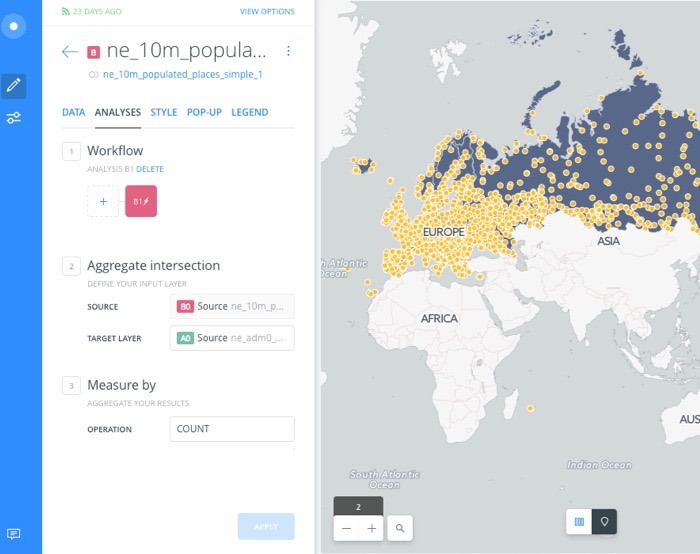 23 DAYS AGO VIEW OPTIONS
B ne_10m_popula...
ne_10m_populated_places_simple_1
DATA ANALYSES STYLE POP-UP LEGEND
1 Workflow
ANALYSIS B1 DELETE
+ B1
2 Aggregate intersection
DEFINE YOUR INPUT LAYER
SOURCE B0 Source ne_10m_p...
TARGET LAYER A0 Source ne_adm0_...
3 Measure by
AGGREGATE YOUR RESULTS
OPERATION COUNT
APPLY
EUROPE
ASIA
h Atlantic
Ocean
AFRICA
AUS
Indian Ocean
South Atlantic
Ocean
2
− +